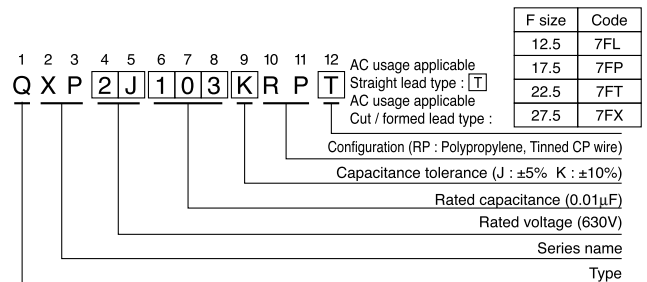 F size Code
12.5 7FL
17.5 7FP
22.5 7FT
27.5 7FX
1 2 3 4 5 6 7 8 9 10 11 12
Q X P 2 J 1 0 3 K R P T
AC usage applicable
Straight lead type : T
AC usage applicable
Cut / formed lead type :
Configuration (RP : Polypropylene, Tinned CP wire)
Capacitance tolerance (J : ±5% K : ±10%)
Rated capacitance (0.01μF)
Rated voltage (630V)
Series name
Type